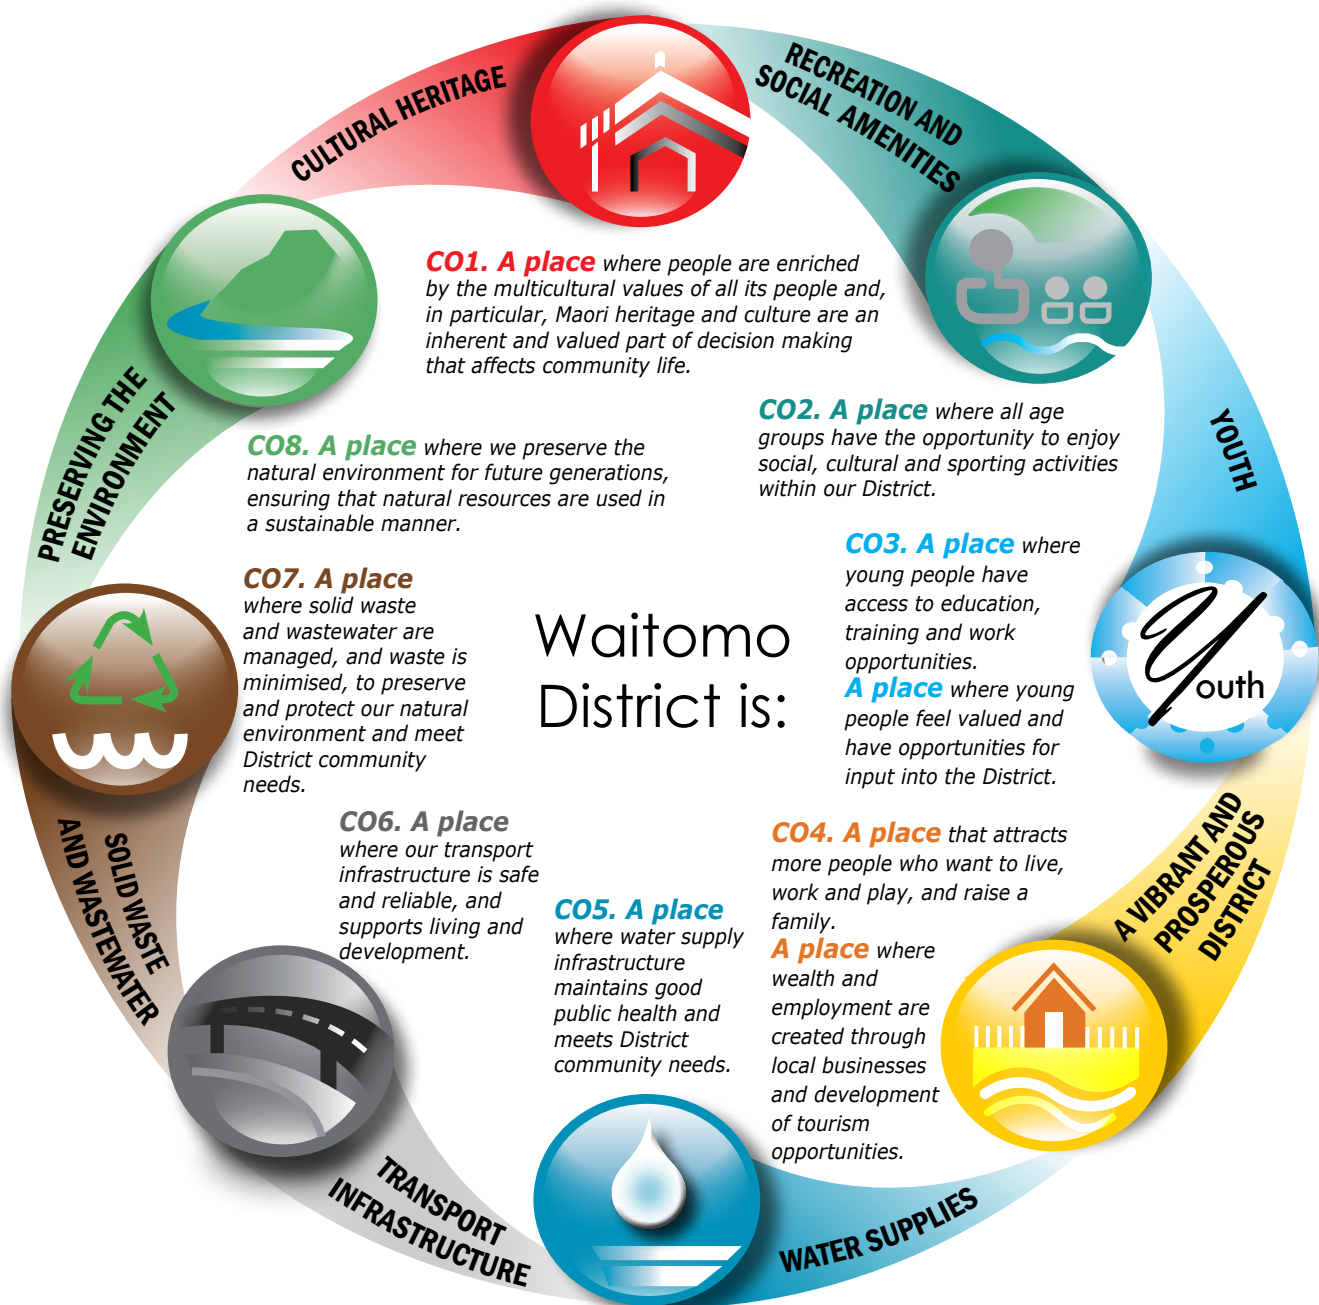 CULTURAL HERITAGE
RECREATION AND
SOCIAL AMENITIES
CO1. A place where people are enriched
by the multicultural values of all its people and,
in particular, Maori heritage and culture are an
inherent and valued part of decision making
that affects community life.
CO2. A place where all age
groups have the opportunity to enjoy
social, cultural and sporting activities
within our District.
YOUTH
CO3. A place where
young people have
access to education,
training and work
opportunities.
A place where young
people feel valued and
have opportunities for
input into the District.
Youth
Waitomo
District is:
CO4. A place that attracts
more people who want to live,
work and play, and raise a
family.
A place where
wealth and
employment are
created through
local businesses
and development
of tourism
opportunities.
A VIBRANT AND
PROSPEROUS
DISTRICT
CO5. A place
where water supply
infrastructure
maintains good
public health and
meets District
community needs.
WATER SUPPLIES
CO6. A place
where our transport
infrastructure is safe
and reliable, and
supports living and
development.
TRANSPORT
INFRASTRUCTURE
CO7. A place
where solid waste
and wastewater are
managed, and waste is
minimised, to preserve
and protect our natural
environment and meet
District community
needs.
SOLID WASTE
AND WASTEWATER
CO8. A place where we preserve the
natural environment for future generations,
ensuring that natural resources are used in
a sustainable manner.
PRESERVING THE
ENVIRONMENT